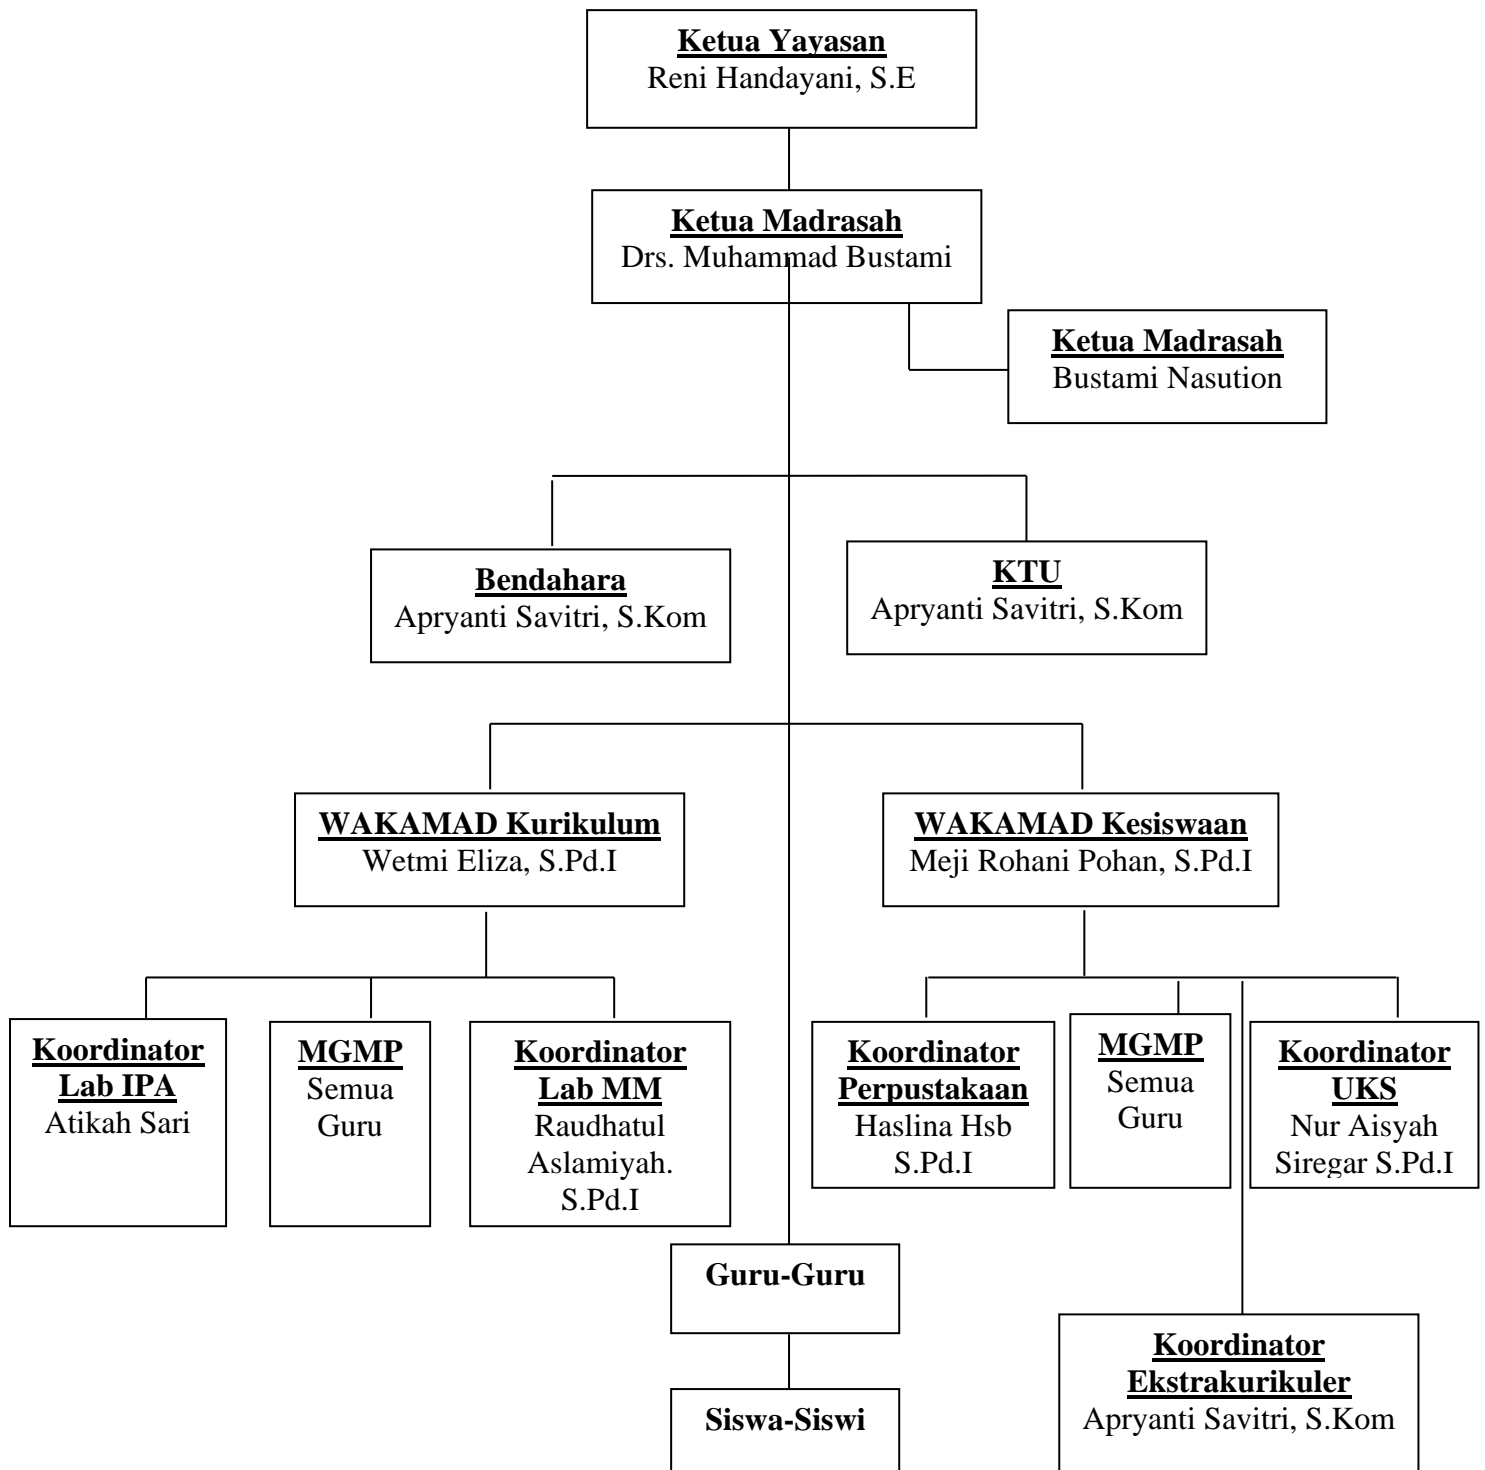 Ketua Yayasan
Reni Handayani, S.E
Ketua Madrasah
Drs. Muhammad Bustami
Ketua Madrasah
Bustami Nasution
Bendahara
Apryanti Savitri, S.Kom
KTU
Apryanti Savitri, S.Kom
WAKAMAD Kurikulum
Wetmi Eliza, S.Pd.I
WAKAMAD Kesiswaan
Meji Rohani Pohan, S.Pd.I
Koordinator
Lab IPA
Atikah Sari
MGMP
Semua
Guru
Koordinator
Lab MM
Raudhatul
Aslamiyah.
S.Pd.I
Koordinator
Perpustakaan
Haslina Hsb
S.Pd.I
MGMP
Semua
Guru
Koordinator
UKS
Nur Aisyah
Siregar S.Pd.I
Guru-Guru
Koordinator
Ekstrakurikuler
Apryanti Savitri, S.Kom
Siswa-Siswi